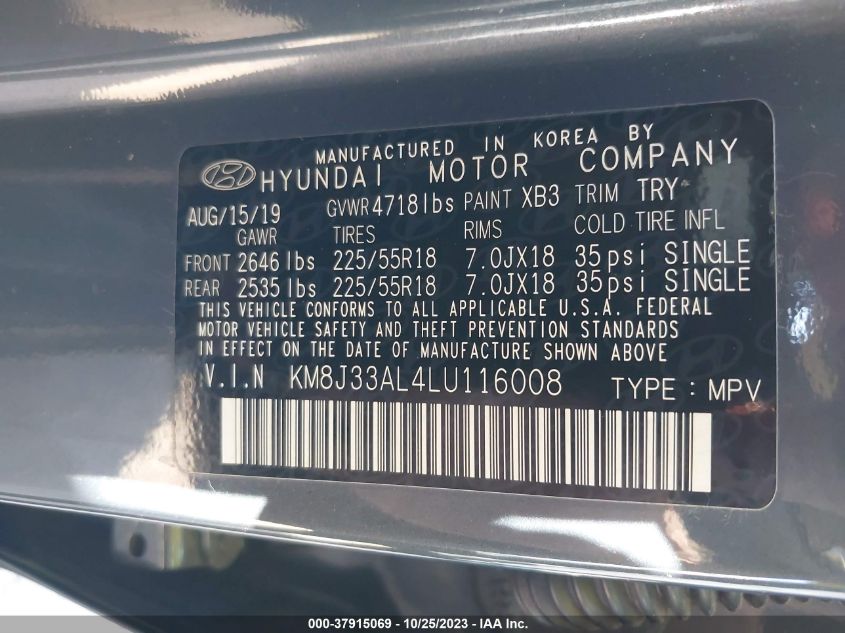 MANUFACTURED IN KOREA BY
HYUNDAI MOTOR COMPANY
AUG/15/19 GVWR 4718lbs PAINT XB3 TRIM TRY
GAWR TIRES RIMS COLD TIRE INFL
FRONT 2646 lbs 225/55R18 7.0JX18 35psi SINGLE
REAR 2535 lbs 225/55R18 7.0JX18 35psi SINGLE
THIS VEHICLE CONFORMS TO ALL APPLICABLE U.S.A. FEDERAL
MOTOR VEHICLE SAFETY AND THEFT PREVENTION STANDARDS
IN EFFECT ON THE DATE OF MANUFACTURE SHOWN ABOVE
V.I.N KM8J33AL4LU116008 TYPE : MPV
000-37915069 - 10/25/2023 - IAA Inc.